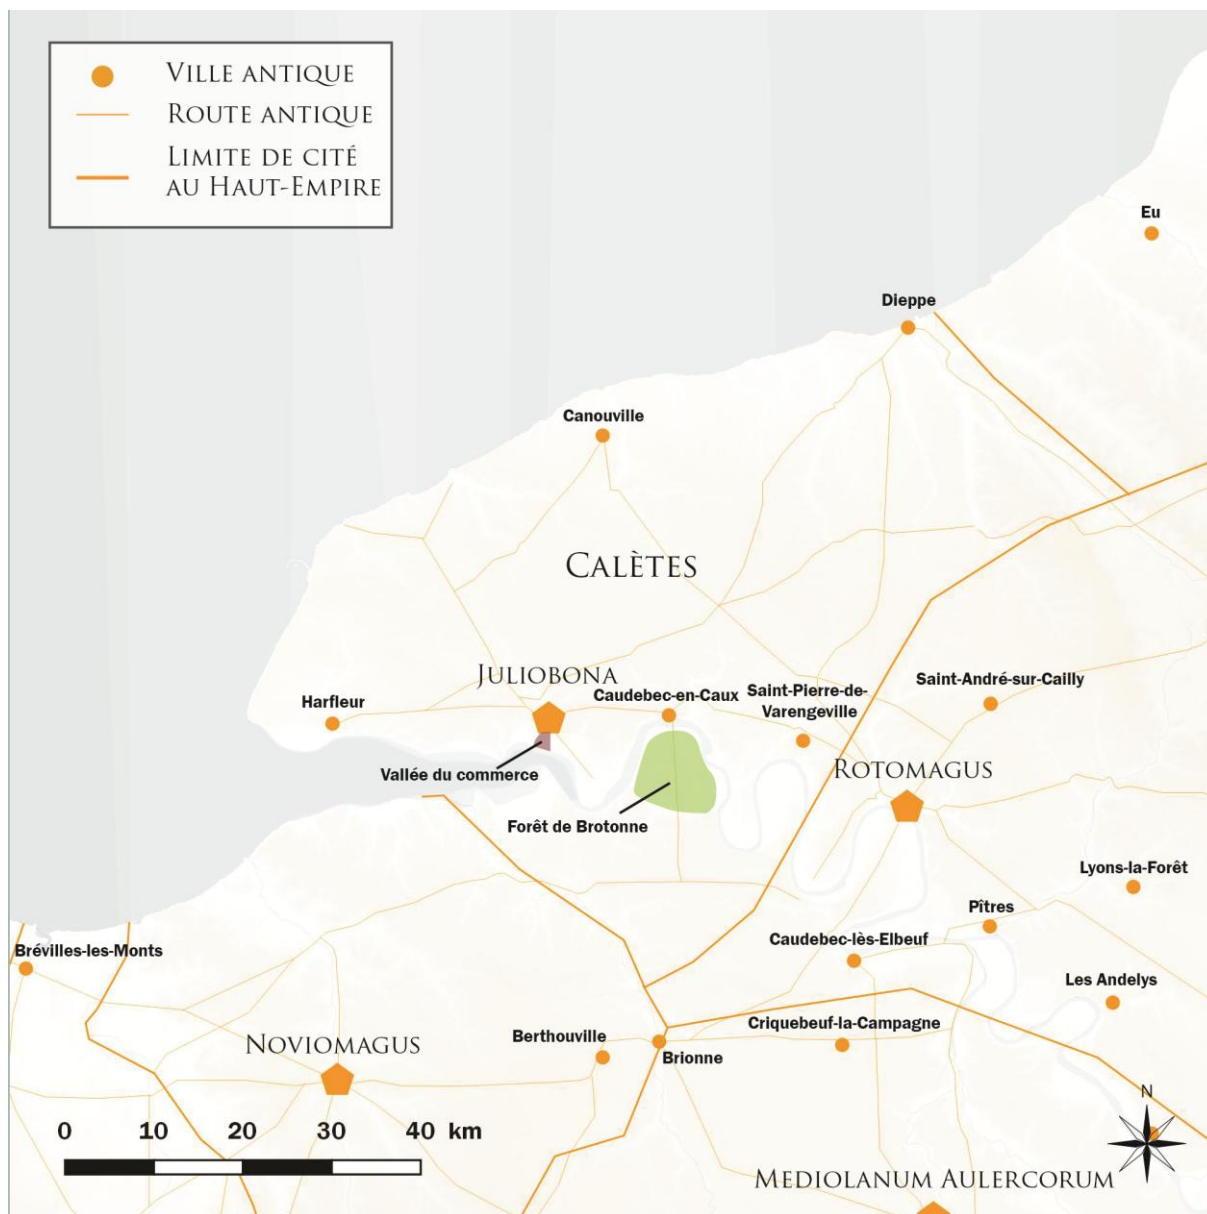 VILLE ANTIQUE
ROUTE ANTIQUE
LIMITE DE CITÉ
AU HAUT-EMPIRE
Eu
Dieppe
Canouville
CALÈTES
JULIOBONA
Harfleur
Caudebec-en-Caux
Saint-Pierre-de-
Varengeville
Saint-André-sur-Cailly
Vallée du commerce
ROTOMAGUS
Forêt de Brotonne
Lyons-la-Forêt
Pîtres
Brévilles-les-Monts
Caudebec-lès-Elbeuf
Les Andelys
NOVIOMAGUS
Berthouville
Brionne
Criquebeuf-la-Campagne
N
0 10 20 30 40 km
MEDIOLANUM AULERCORUM